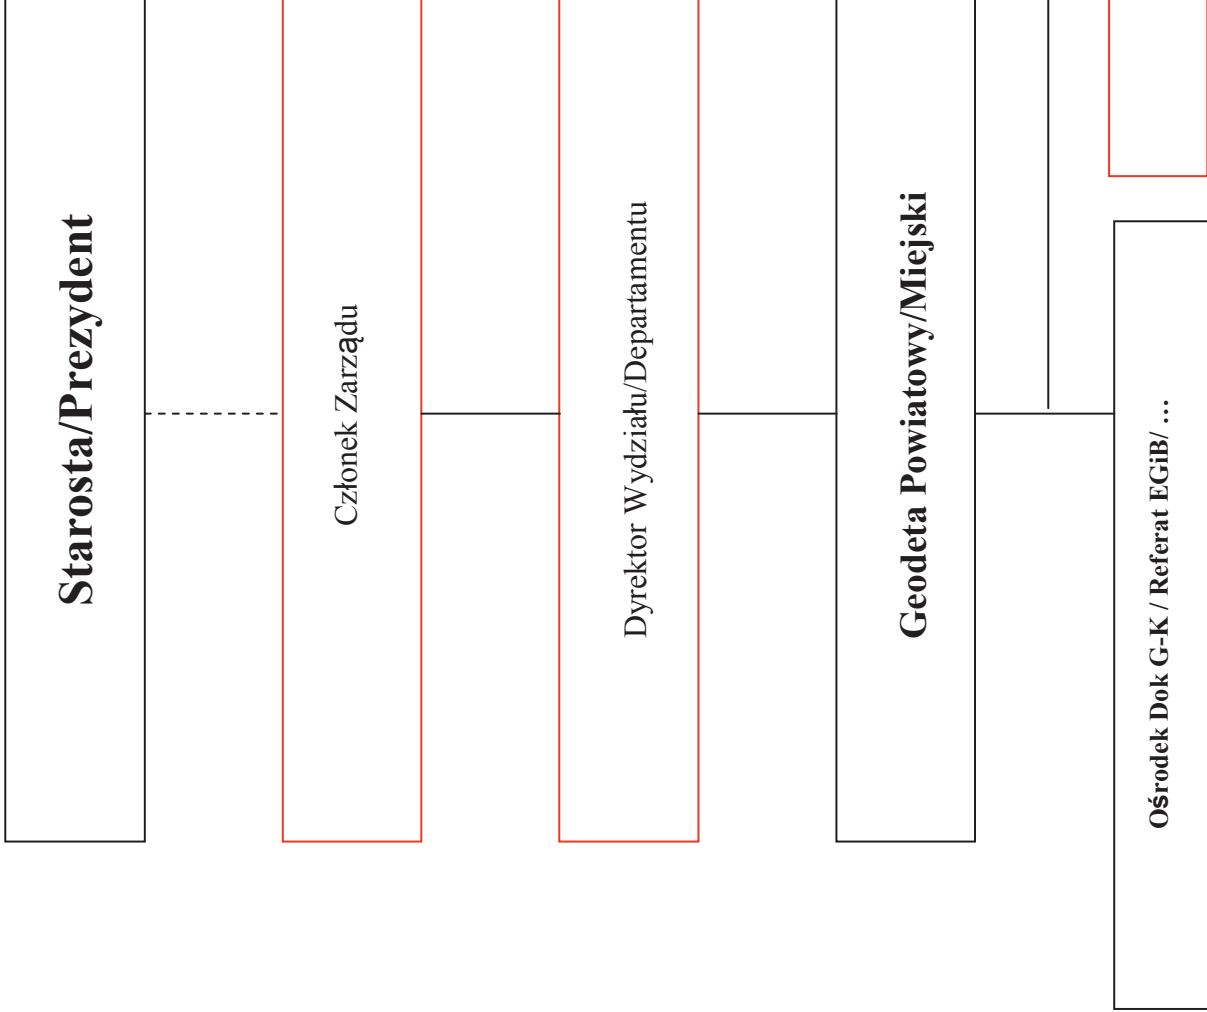 Starosta/Prezydent
Członek Zarządu
Dyrektor Wydziału/Departamentu
Geodeta Powiatowy/Miejski
Ośrodek Dok G-K / Referat EGiB/ ...